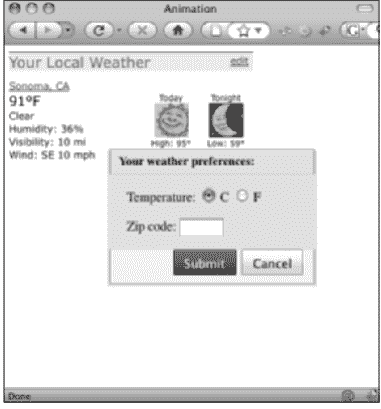 Animation
Your Local Weather edit
Sonoma, CA
91°F
Clear
Humidity: 36%
Visibility: 10 mi
Wind: SE 10 mph
Today Tonight
High: 95° Low: 59°
Your weather preferences:
Temperature: C F
Zip code:
Submit Cancel
Done